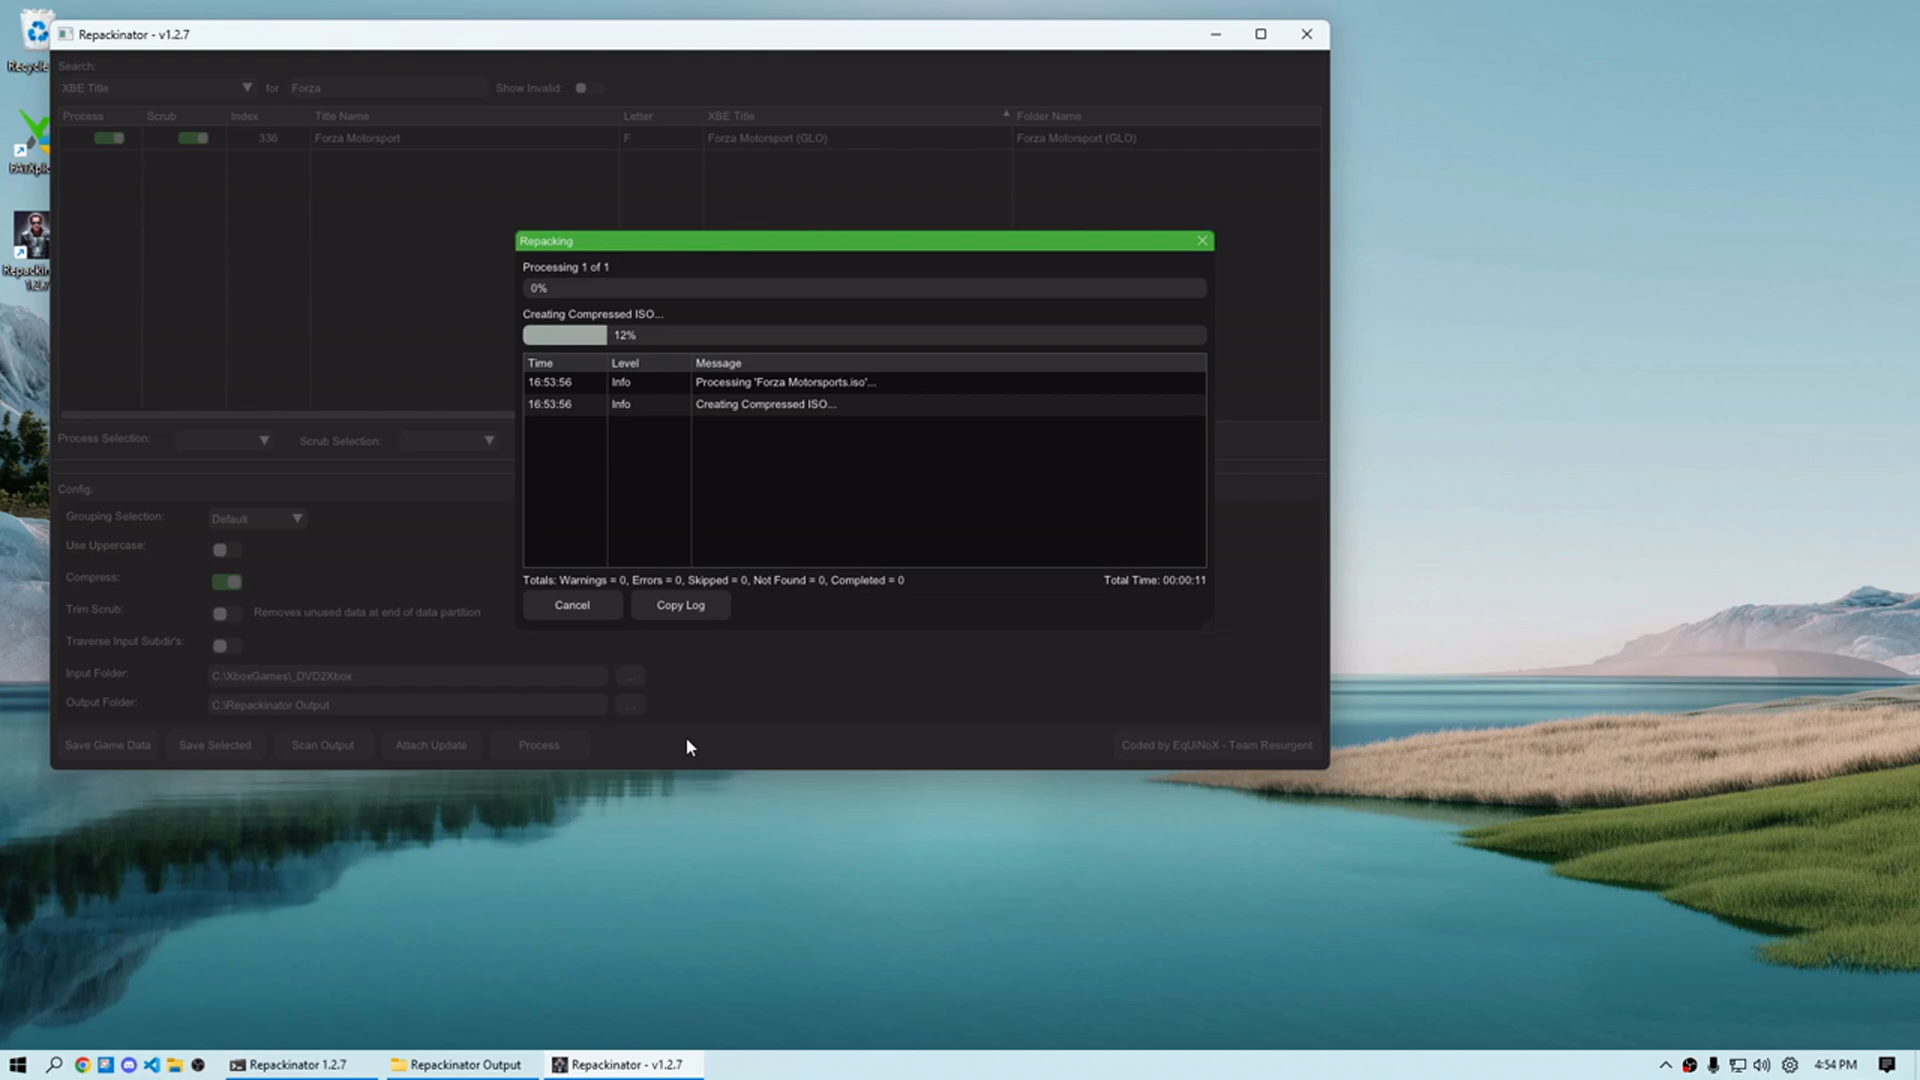 Recycle
FATXplo
Repackin
1.2.7
Repackinator - v1.2.7
Search:
XBE Title for Forza Show Invalid:
Process Scrub Index Title Name Letter XBE Title Folder Name
336 Forza Motorsport F Forza Motorsport (GLO) Forza Motorsport (GLO)
Repacking
Processing 1 of 1
0%
Creating Compressed ISO...
12%
Time Level Message
16:53:56 Info Processing 'Forza Motorsports.iso'...
16:53:56 Info Creating Compressed ISO...
Totals: Warnings = 0, Errors = 0, Skipped = 0, Not Found = 0, Completed = 0 Total Time: 00:00:11
Cancel Copy Log
Process Selection: Scrub Selection:
Config:
Grouping Selection: Default
Use Uppercase:
Compress:
Trim Scrub: Removes unused data at end of data partition
Traverse Input Subdir's:
Input Folder: C:\XboxGames\_DVD2Xbox ...
Output Folder: C:\Repackinator Output ...
Save Game Data Save Selected Scan Output Attach Update Process Coded by EqUiNoX - Team Resurgent
Repackinator 1.2.7 Repackinator Output Repackinator - v1.2.7 4:54 PM